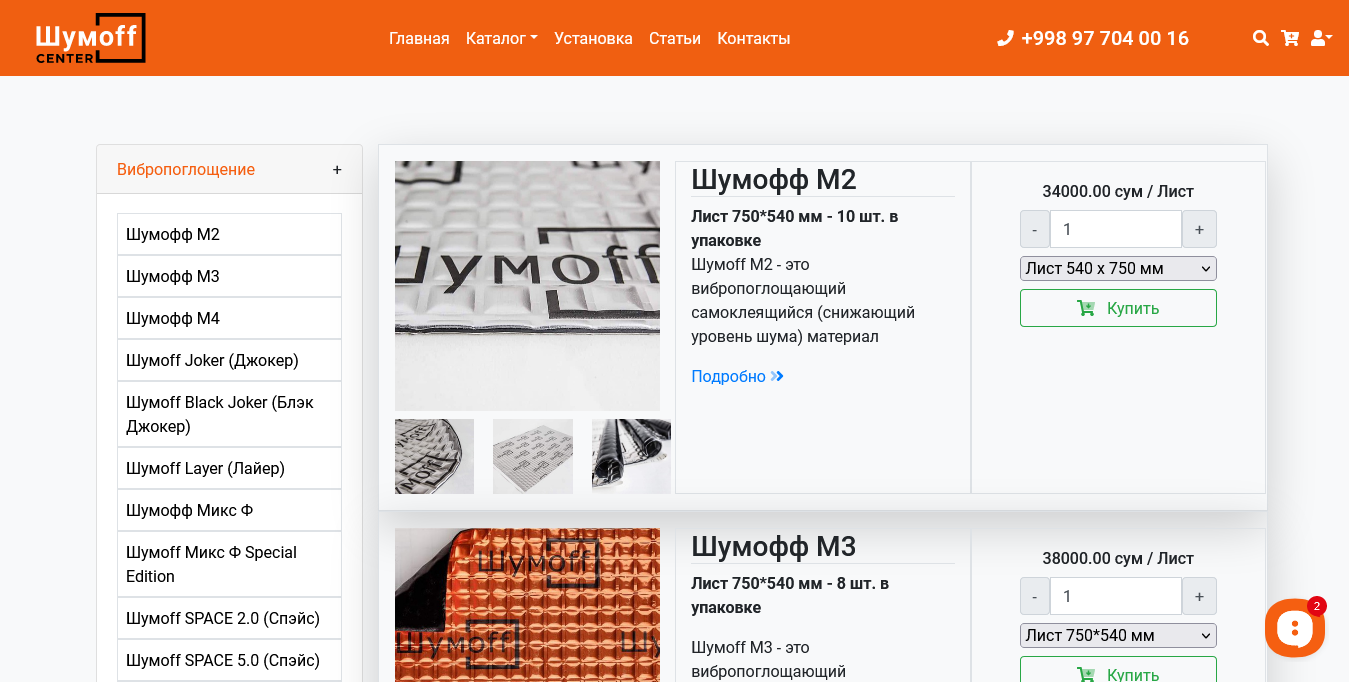 Шумoff
CENTER
Главная Каталог Установка Статьи Контакты
+998 97 704 00 16
Вибропоглощение +
Шумофф М2
Шумофф М3
Шумофф М4
Шумoff Joker (Джокер)
Шумoff Black Joker (Блэк
Джокер)
Шумoff Layer (Лайер)
Шумофф Микс Ф
Шумoff Микс Ф Special
Edition
Шумoff SPACE 2.0 (Спэйс)
Шумoff SPACE 5.0 (Спэйс)
Шумoff
Шумофф М2
Лист 750*540 мм - 10 шт. в
упаковке
Шумoff М2 - это
вибропоглощающий
самоклеящийся (снижающий
уровень шума) материал
Подробно
34000.00 сум / Лист
- 1 +
Лист 540 х 750 мм
Купить
Шумoff
Шумoff
Шумофф М3
Лист 750*540 мм - 8 шт. в
упаковке
Шумoff М3 - это
вибропоглощающий
38000.00 сум / Лист
- 1 +
Лист 750*540 мм
Купить
2